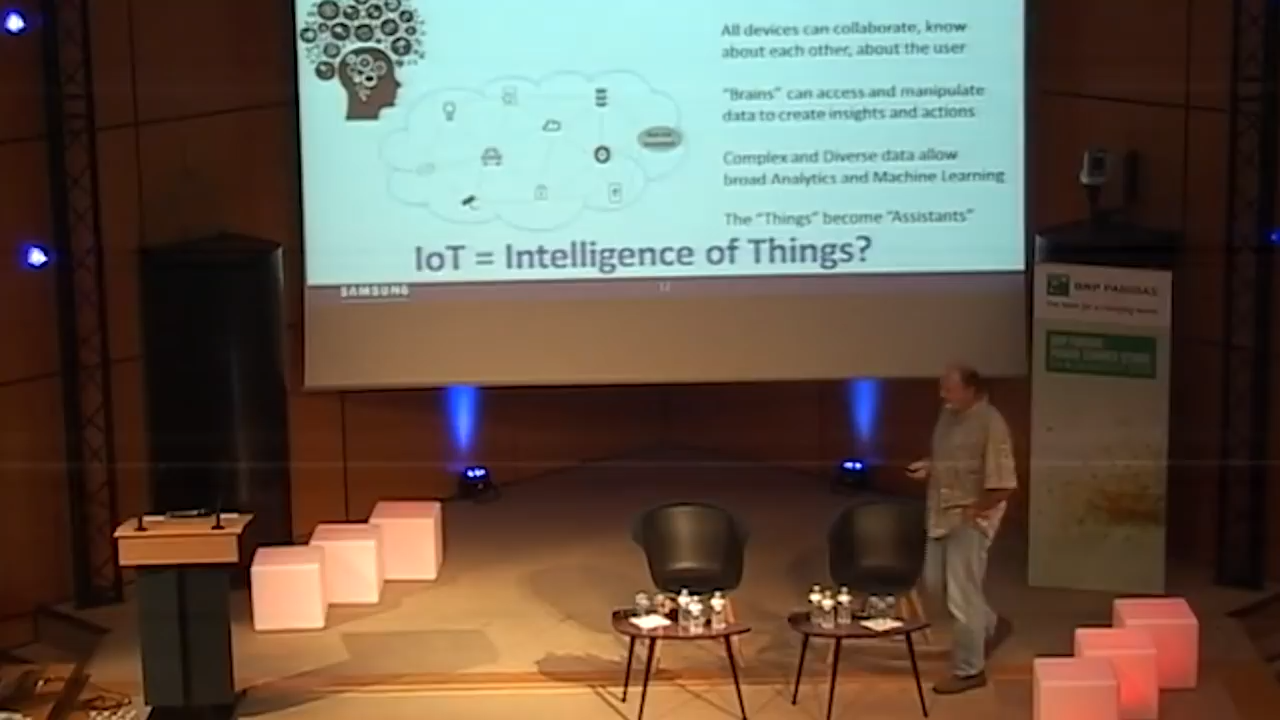 All devices can collaborate, know
about each other, about the user
"Brains" can access and manipulate
data to create insights and actions
Complex and Diverse data allow
broad Analytics and Machine Learning
The "Things" become "Assistants"
IoT = Intelligence of Things?
SAMSUNG
12
BNP PARIBAS